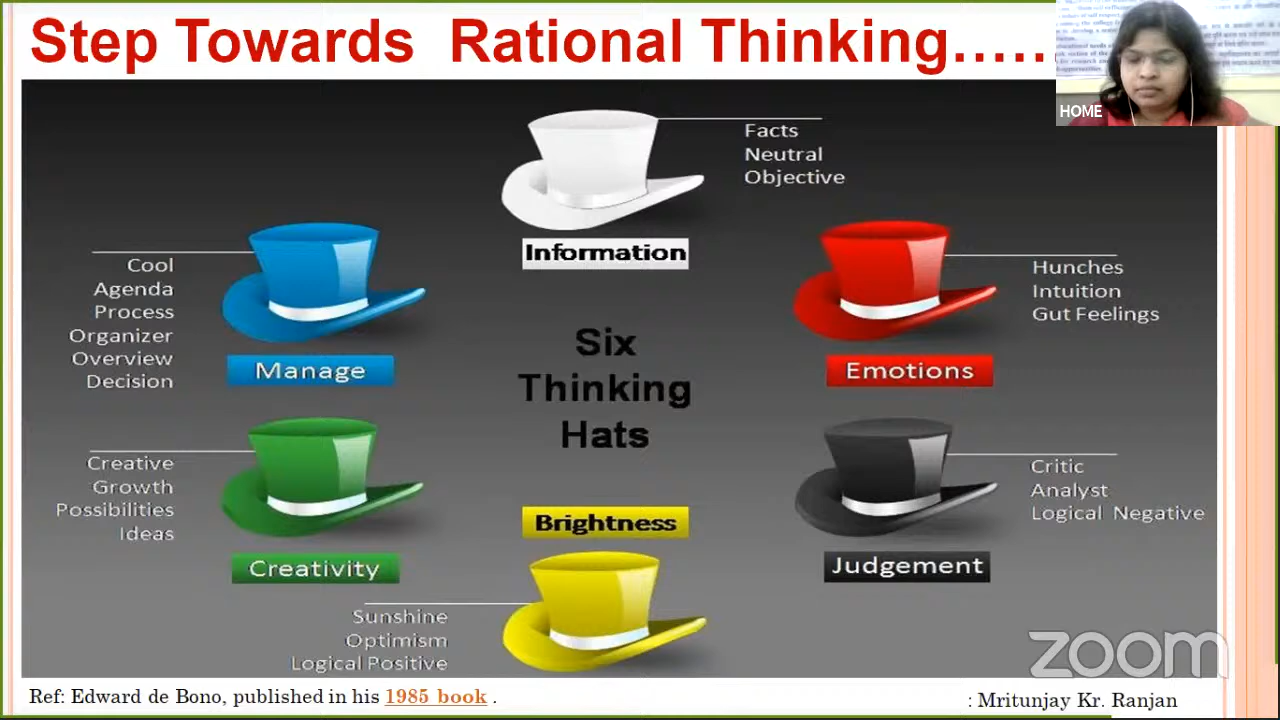 Step Towards Rational Thinking.....
HOME
Facts
Neutral
Objective
Information
Cool
Agenda
Process
Organizer
Overview
Decision
Manage
Hunches
Intuition
Gut Feelings
Emotions
Six
Thinking
Hats
Creative
Growth
Possibilities
Ideas
Creativity
Critic
Analyst
Logical Negative
Judgement
Brightness
Sunshine
Optimism
Logical Positive
zoom
Ref: Edward de Bono, published in his 1985 book .
: Mritunjay Kr. Ranjan